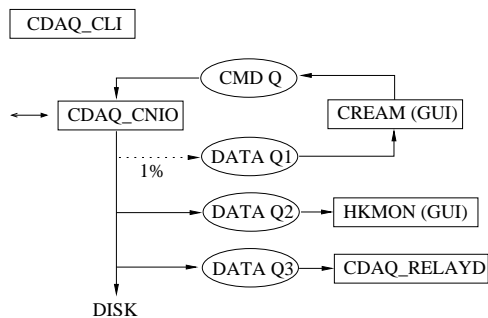 CDAQ_CLI
CMD Q
CDAQ_CNIO
CREAM (GUI)
DATA Q1
1%
DATA Q2
HKMON (GUI)
DATA Q3
CDAQ_RELAYD
DISK